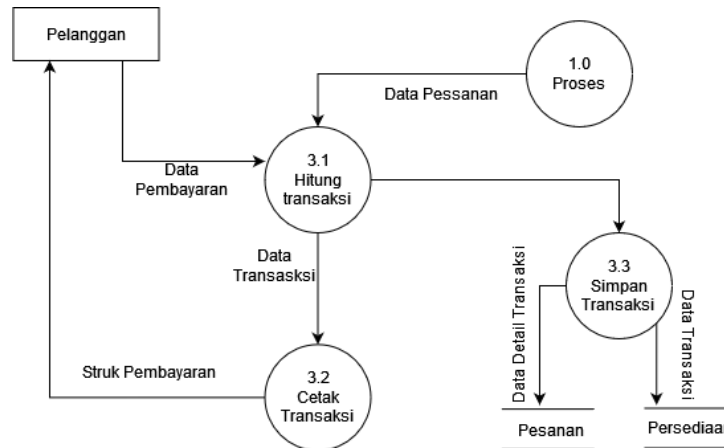 Pelanggan
1.0
Proses
Data Pessanan
3.1
Hitung
transaksi
Data
Pembayaran
Data
Transasksi
3.3
Simpan
Transaksi
Data Detail Transaksi
Data Transaksi
Struk Pembayaran
3.2
Cetak
Transaksi
Pesanan
Persediaa